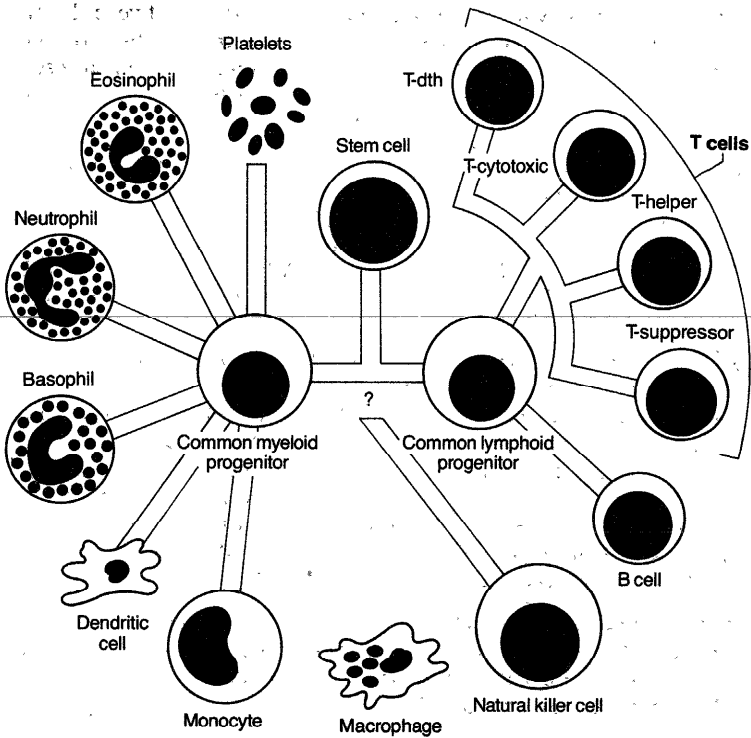 Platelets
Eosinophil
T-dth
Stem cell
T-cytotoxic
T cells
T-helper
Neutrophil
T-suppressor
Basophil
?
Common myeloid
progenitor
Common lymphoid
progenitor
B cell
Dendritic
cell
Monocyte
Macrophage
Natural killer cell